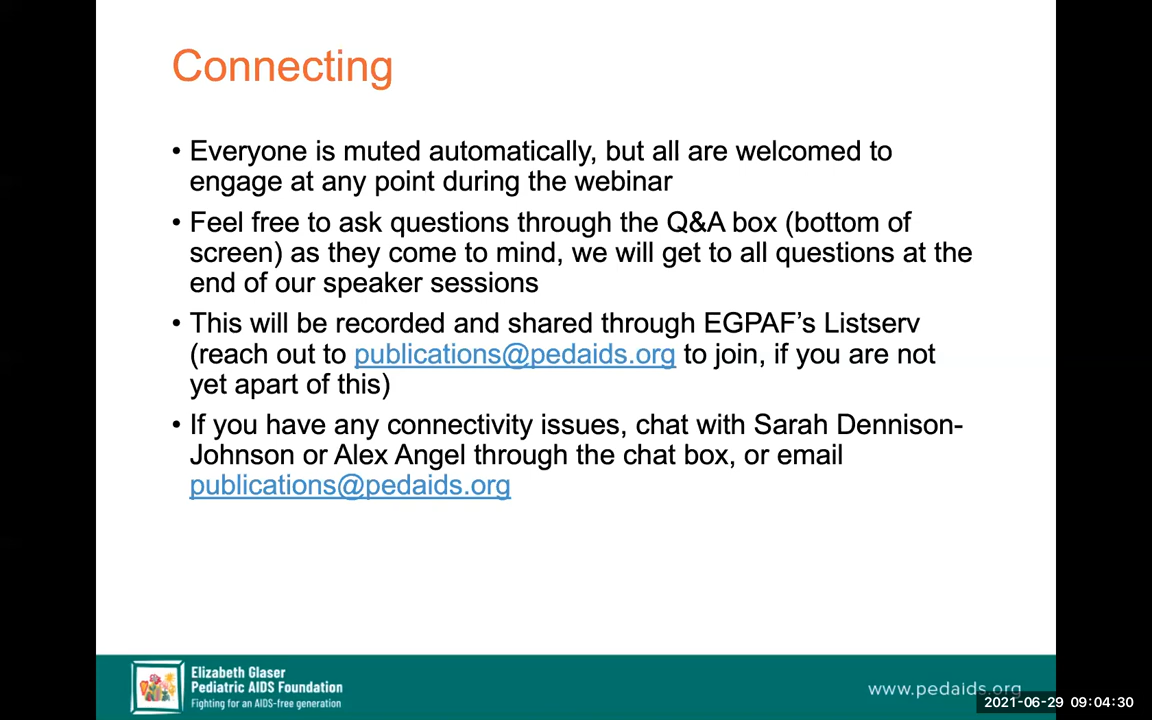 Connecting
• Everyone is muted automatically, but all are welcomed to
engage at any point during the webinar
• Feel free to ask questions through the Q&A box (bottom of
screen) as they come to mind, we will get to all questions at the
end of our speaker sessions
• This will be recorded and shared through EGPAF’s Listserv
(reach out to publications@pedaids.org to join, if you are not
yet apart of this)
• If you have any connectivity issues, chat with Sarah Dennison-
Johnson or Alex Angel through the chat box, or email
publications@pedaids.org
Elizabeth Glaser
Pediatric AIDS Foundation
Fighting for an AIDS-free generation
www.pedaids.org
2021-06-29 09:04:30